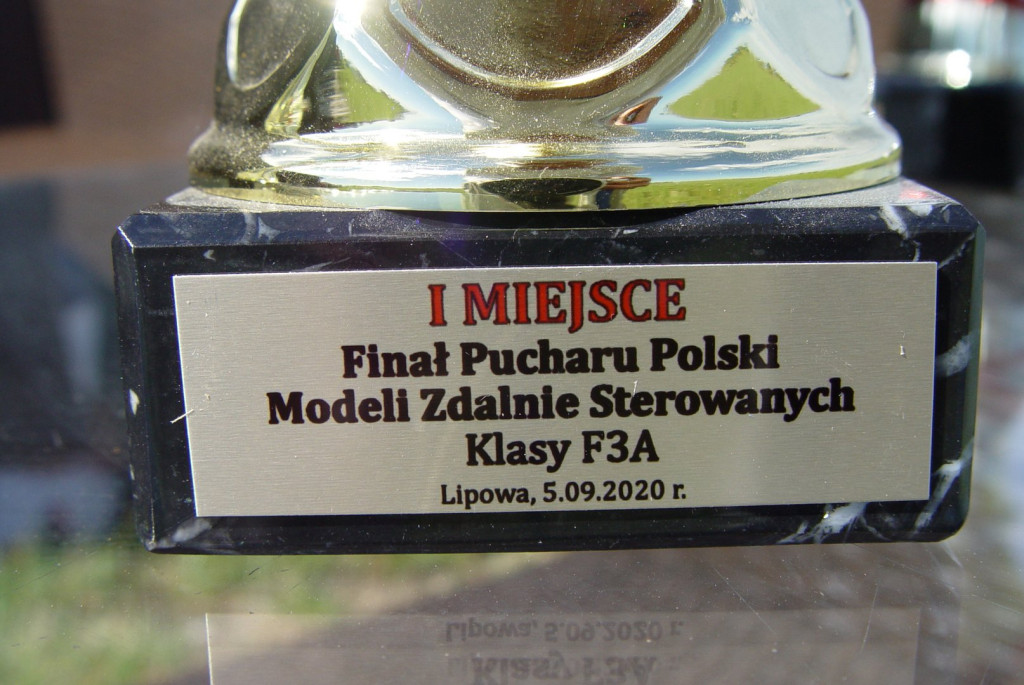 I MIEJSCE
Finał Pucharu Polski
Modeli Zdalnie Sterowanych
Klasy F3A
Lipowa, 5.09.2020 r.